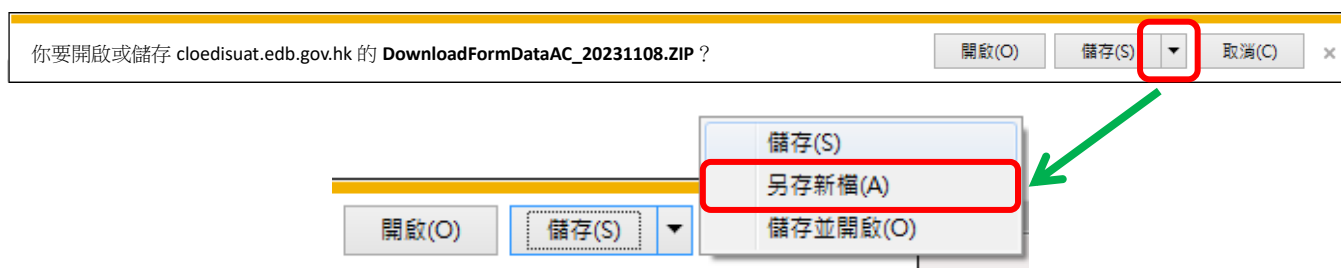 你要開啟或儲存 cloedisuat.edb.gov.hk 的 DownloadFormDataAC_20231108.ZIP？ 開啟(O) 儲存(S) 取消(C) ×
儲存(S)
另存新檔(A)
開啟(O) 儲存(S) 儲存並開啟(O)